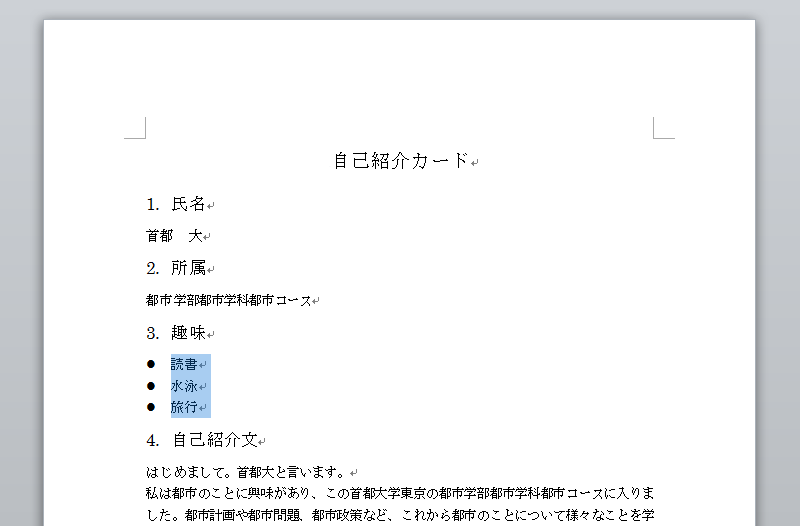 自己紹介カード
1. 氏名
首都　大
2. 所属
都市学部都市学科都市コース
3. 趣味
● 読書
● 水泳
● 旅行
4. 自己紹介文
はじめまして。首都大と言います。
私は都市のことに興味があり、この首都大学東京の都市学部都市学科都市コースに入りま
した。都市計画や都市問題、都市政策など、これから都市のことについて様々なことを学